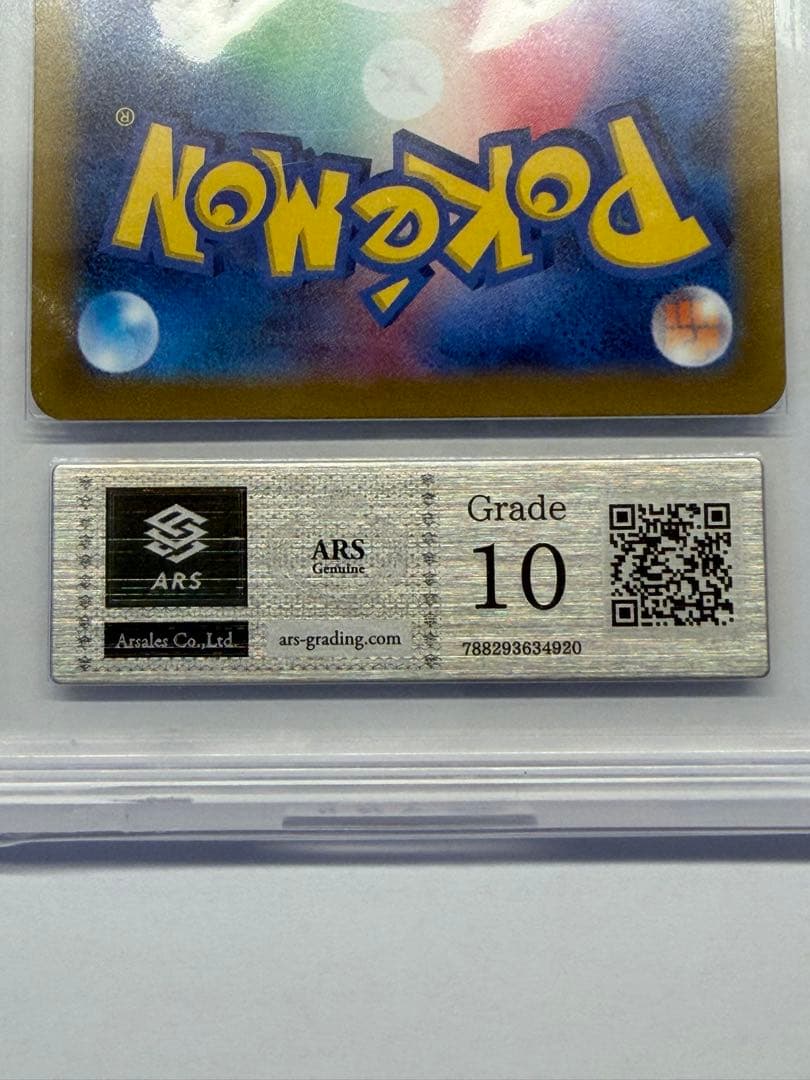 ®
POKéMON
ARS
Arsales Co.,Ltd.
ARS
Genuine
ars-grading.com
Grade
10
788293634920